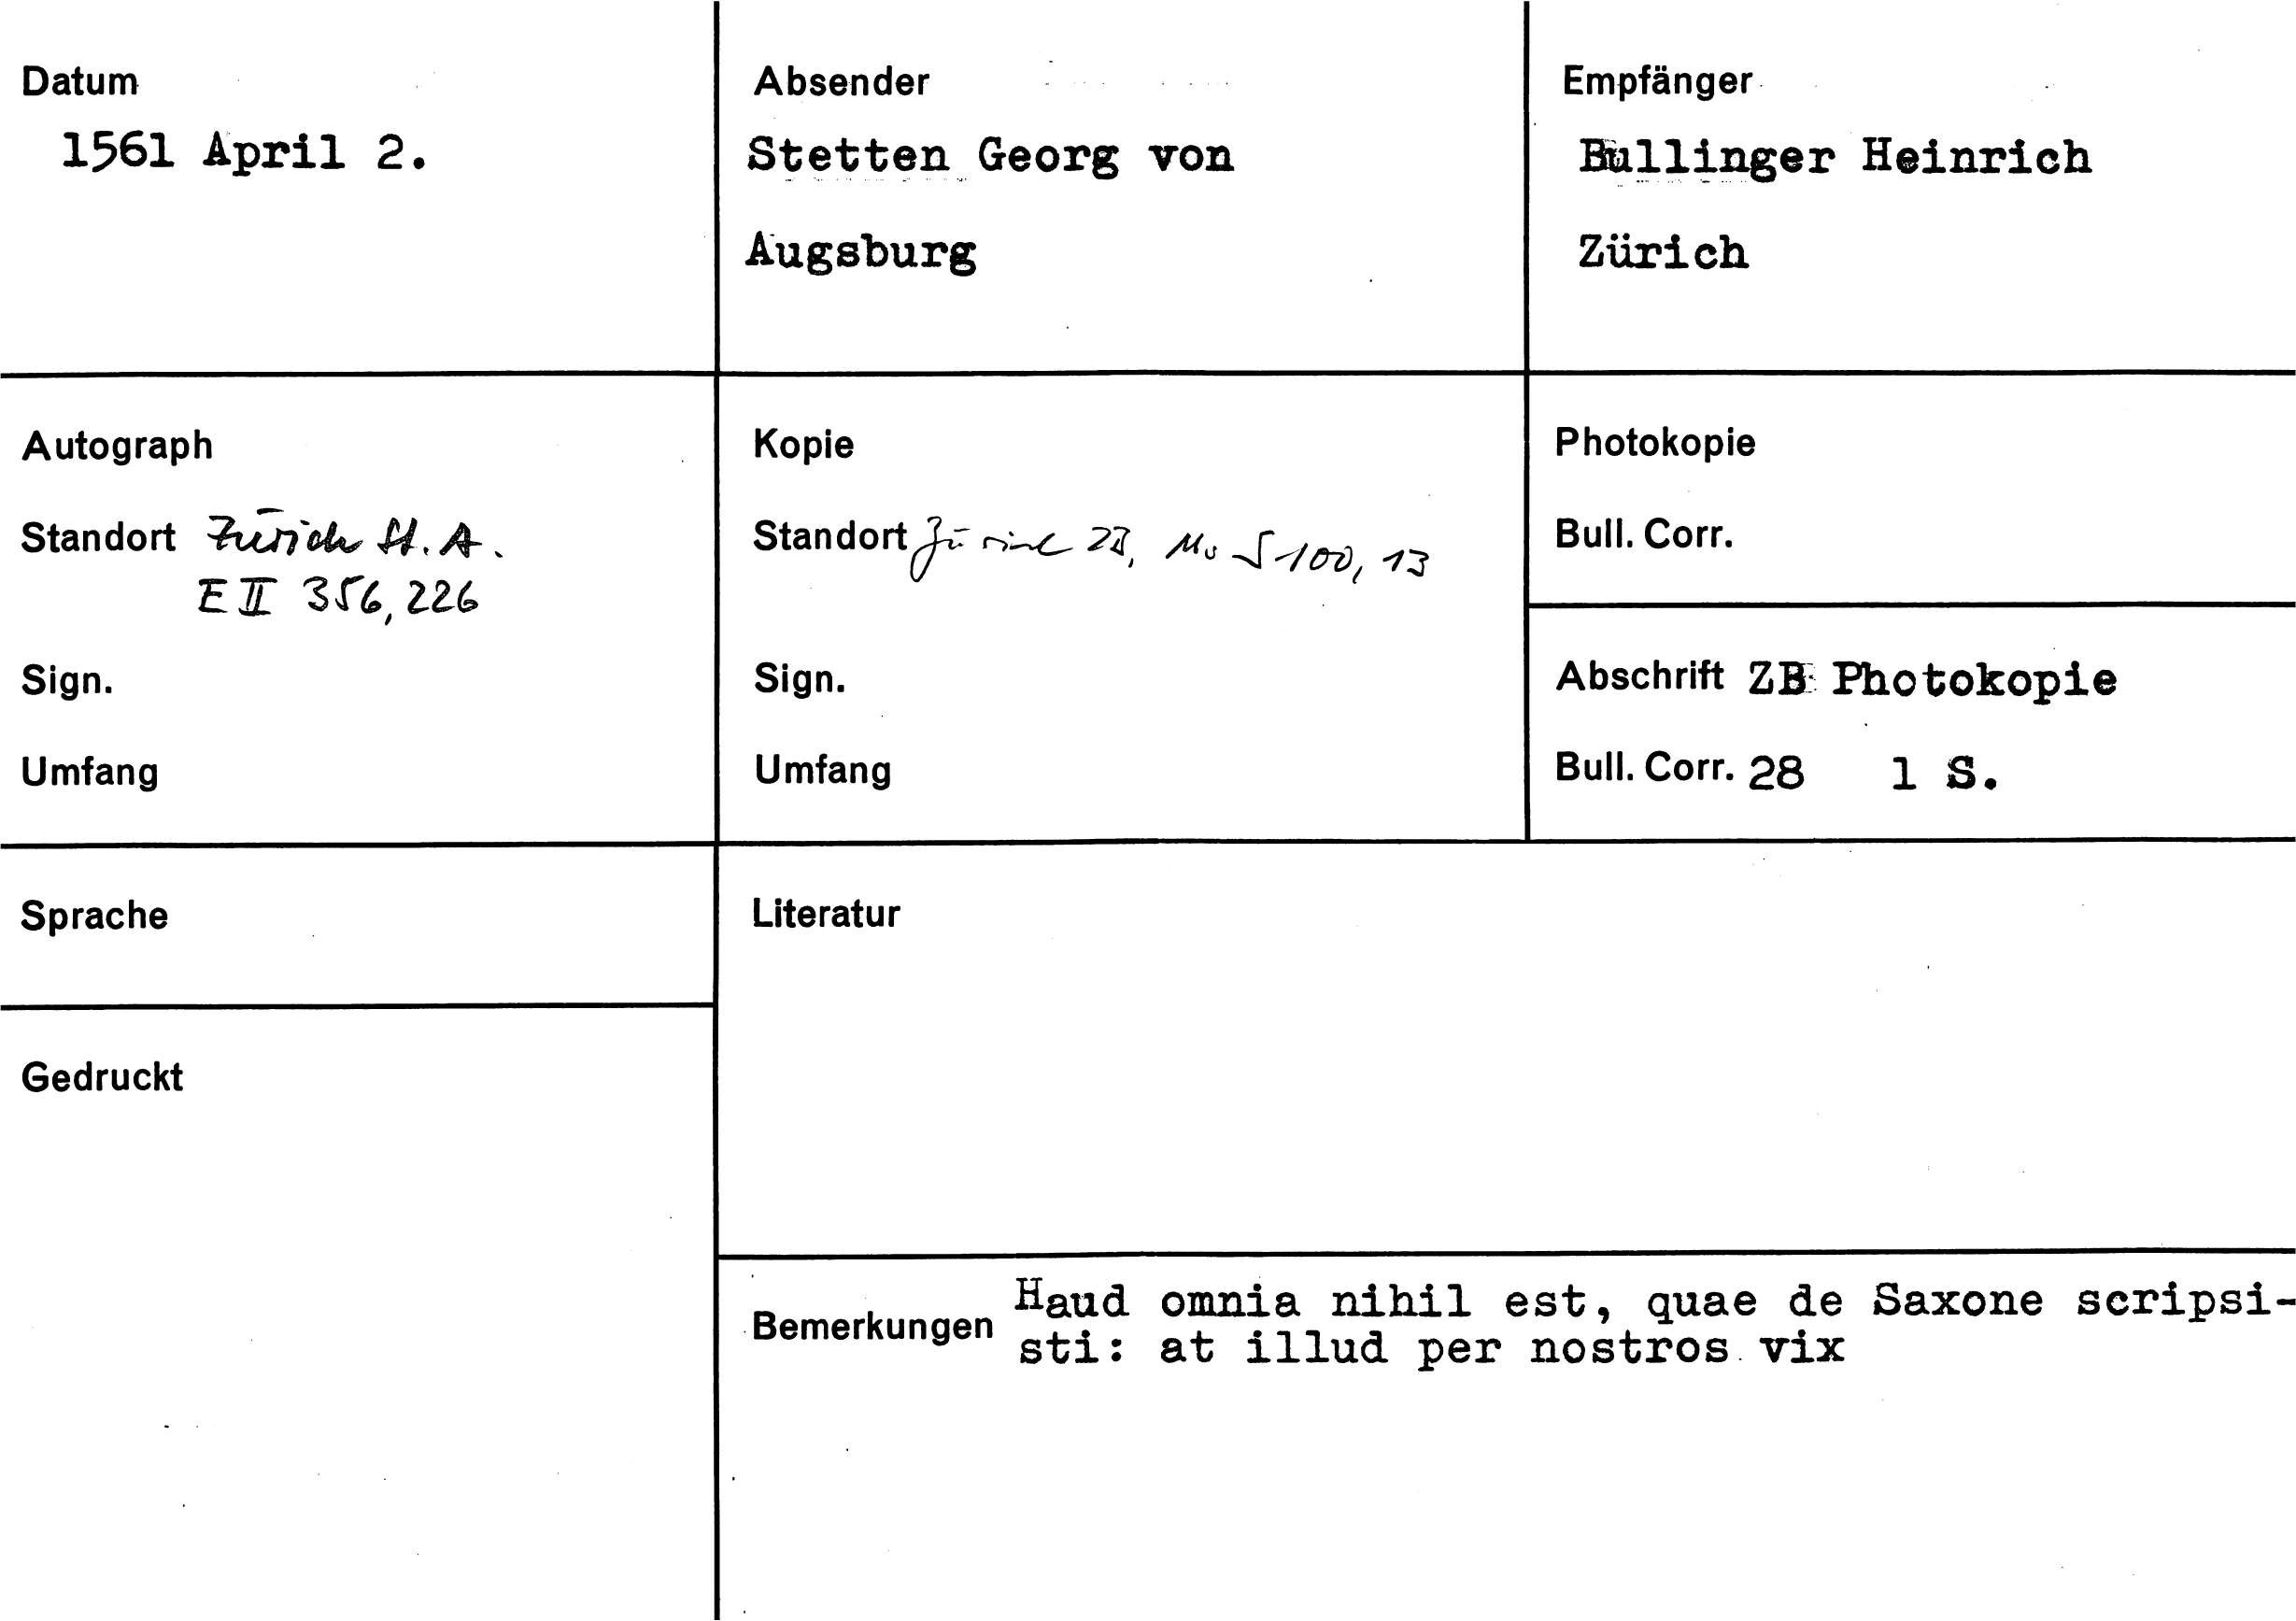 Datum
1561 April 2.
Absender
Stetten Georg von
Augsburg
Empfänger
Bullinger Heinrich
Zürich
Autograph
Standort Zürich St. A.
E II 356, 226
Sign.
Umfang
Kopie
Standort Zürich ZB, Ms S 100, 13
Sign.
Umfang
Photokopie
Bull. Corr.
Abschrift ZB Photokopie
Bull. Corr. 28 1 S.
Sprache
Gedruckt
Literatur
Bemerkungen Haud omnia nihil est, quae de Saxone scripsi-
sti: at illud per nostros vix